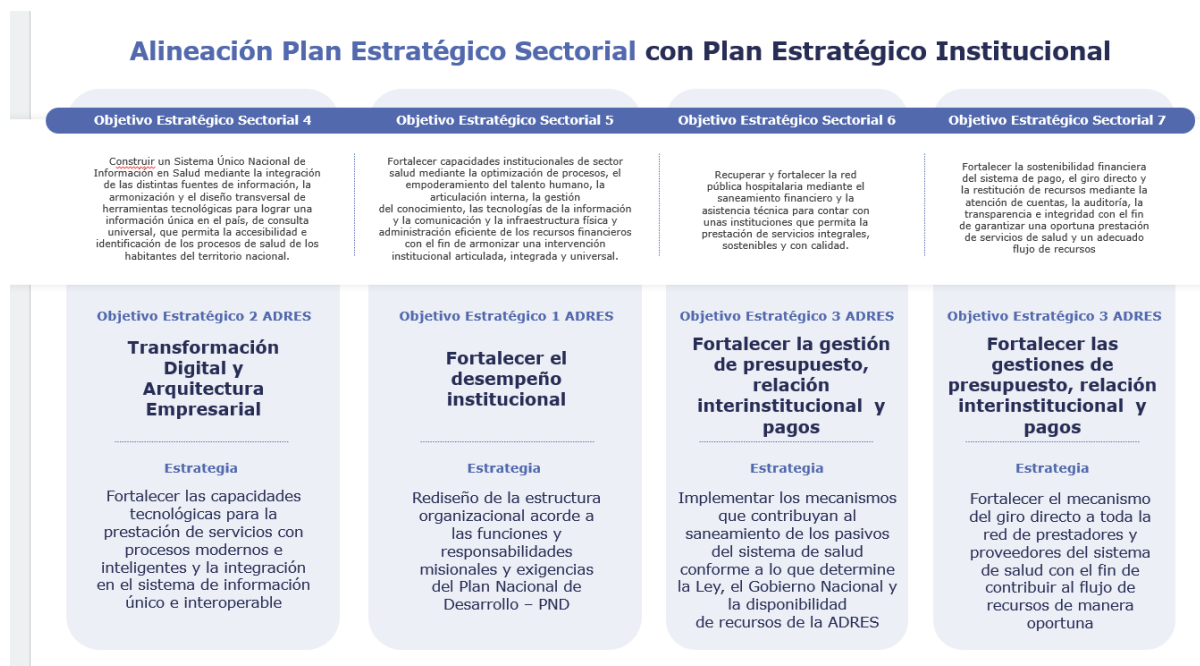 Alineación Plan Estratégico Sectorial con Plan Estratégico Institucional
Objetivo Estratégico Sectorial 4
Construir un Sistema Único Nacional de
Información en Salud mediante la integración
de las distintas fuentes de información, la
armonización y el diseño transversal de
herramientas tecnológicas para lograr una
información única en el país, de consulta
universal, que permita la accesibilidad e
identificación de los procesos de salud de los
habitantes del territorio nacional.
Objetivo Estratégico 2 ADRES
Transformación
Digital y
Arquitectura
Empresarial
Estrategia
Fortalecer las capacidades
tecnológicas para la
prestación de servicios con
procesos modernos e
inteligentes y la integración
en el sistema de información
único e interoperable
Objetivo Estratégico Sectorial 5
Fortalecer capacidades institucionales de sector
salud mediante la optimización de procesos, el
empoderamiento del talento humano, la
articulación interna, la gestión
del conocimiento, las tecnologías de la información
y la comunicación y la infraestructura física y
administración eficiente de los recursos financieros
con el fin de armonizar una intervención
institucional articulada, integrada y universal.
Objetivo Estratégico 1 ADRES
Fortalecer el
desempeño
institucional
Estrategia
Rediseño de la estructura
organizacional acorde a
las funciones y
responsabilidades
misionales y exigencias
del Plan Nacional de
Desarrollo – PND
Objetivo Estratégico Sectorial 6
Recuperar y fortalecer la red
pública hospitalaria mediante el
saneamiento financiero y la
asistencia técnica para contar con
unas instituciones que permita la
prestación de servicios integrales,
sostenibles y con calidad.
Objetivo Estratégico 3 ADRES
Fortalecer la gestión
de presupuesto,
relación
interinstitucional y
pagos
Estrategia
Implementar los mecanismos
que contribuyan al
saneamiento de los pasivos
del sistema de salud
conforme a lo que determine
la Ley, el Gobierno Nacional y
la disponibilidad
de recursos de la ADRES
Objetivo Estratégico Sectorial 7
Fortalecer la sostenibilidad financiera
del sistema de pago, el giro directo y
la restitución de recursos mediante la
atención de cuentas, la auditoría, la
transparencia e integridad con el fin
de garantizar una oportuna prestación
de servicios de salud y un adecuado
flujo de recursos
Objetivo Estratégico 3 ADRES
Fortalecer las
gestiones de
presupuesto, relación
interinstitucional y
pagos
Estrategia
Fortalecer el mecanismo
del giro directo a toda la
red de prestadores y
proveedores del sistema
de salud con el fin de
contribuir al flujo de
recursos de manera
oportuna